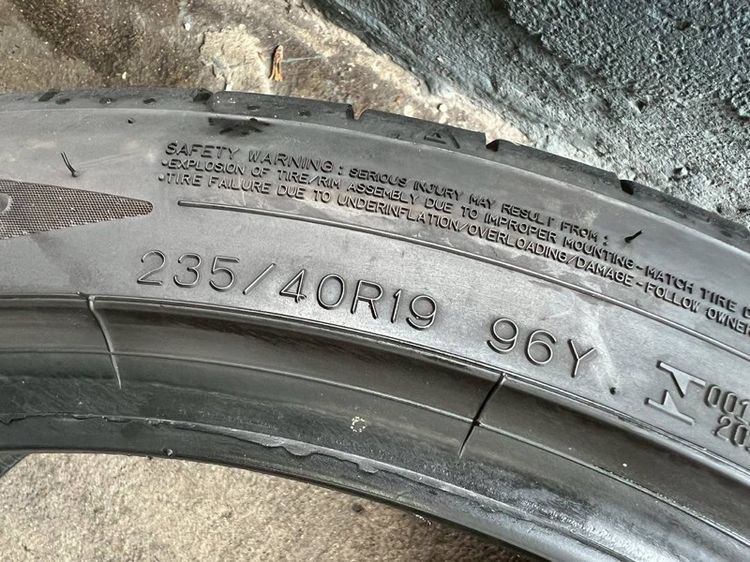 SAFETY WARNING : SERIOUS INJURY MAY RESULT FROM :
•EXPLOSION OF TIRE/RIM ASSEMBLY DUE TO IMPROPER MOUNTING-MATCH TIRE
•TIRE FAILURE DUE TO UNDERINFLATION/OVERLOADING/DAMAGE-FOLLOW OWNER
235/40R19 96Y
001